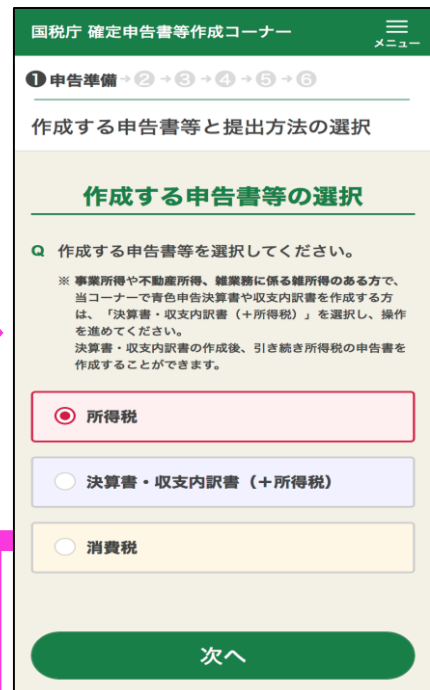 国税庁 確定申告書等作成コーナー
メニュー
❶申告準備→②→③→④→⑤→⑥
作成する申告書等と提出方法の選択
作成する申告書等の選択
Q 作成する申告書等を選択してください。
※ 事業所得や不動産所得、雑業務に係る雑所得のある方で、
当コーナーで青色申告決算書や収支内訳書を作成する方
は、「決算書・収支内訳書（+所得税）」を選択し、操作
を進めてください。
決算書・収支内訳書の作成後、引き続き所得税の申告書を
作成することができます。
所得税
決算書・収支内訳書（+所得税）
消費税
次へ